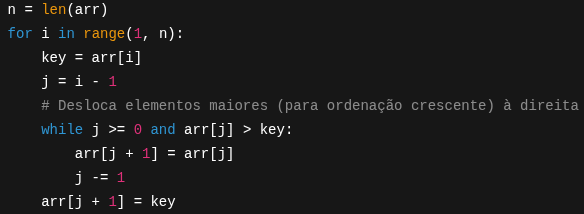 n = len(arr)
for i in range(1, n):
    key = arr[i]
    j = i - 1
    # Desloca elementos maiores (para ordenação crescente) à direita
    while j >= 0 and arr[j] > key:
        arr[j + 1] = arr[j]
        j -= 1
    arr[j + 1] = key